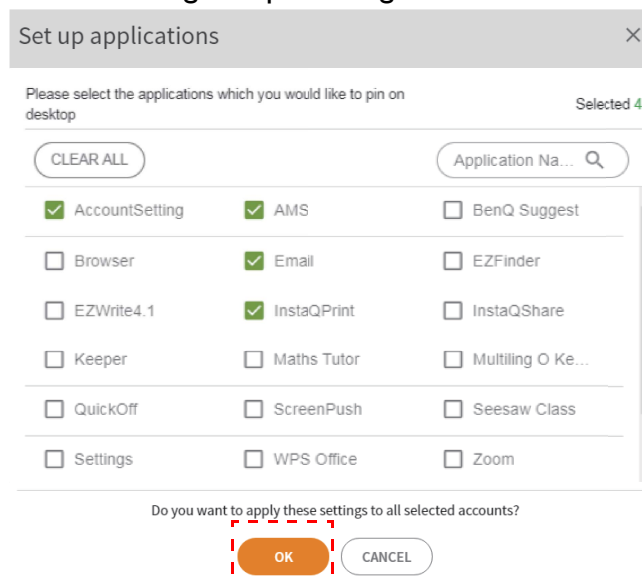 Set up applications
Please select the applications which you would like to pin on
desktop
Selected 4
CLEAR ALL
Application Na...
AccountSetting AMS BenQ Suggest
Browser Email EZFinder
EZWrite4.1 InstaQPrint InstaQShare
Keeper Maths Tutor Multiling O Ke...
QuickOff ScreenPush Seesaw Class
Settings WPS Office Zoom
Do you want to apply these settings to all selected accounts?
OK CANCEL